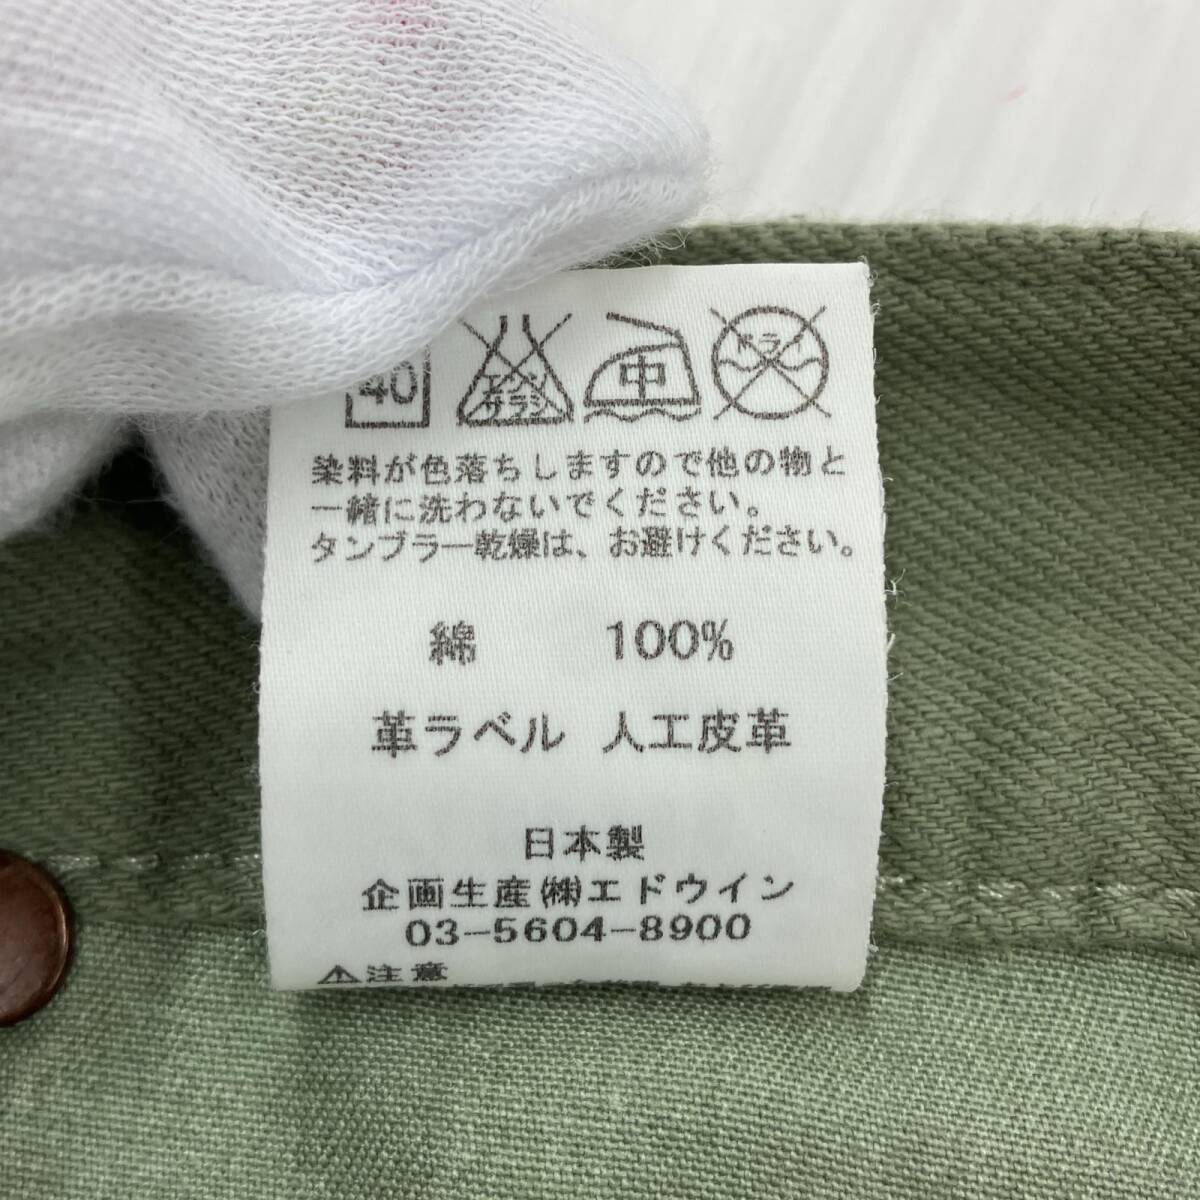 40 エンソ サラシ 中 ドライ
染料が色落ちしますので他の物と
一緒に洗わないでください。
タンブラー乾燥は、お避けください。
綿 100%
革ラベル 人工皮革
日本製
企画生産㈱エドウイン
03-5604-8900
⚠注意